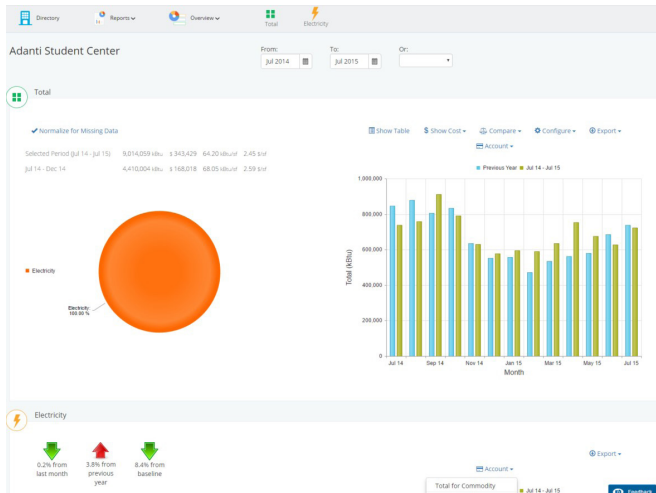 Directory
Reports
Overview
Total
Electricity
Adanti Student Center
From:
To:
Or:
Jul 2014
Jul 2015
Total
Normalize for Missing Data
Show Table
$ Show Cost
Compare
Configure
Export
Account
Selected Period (Jul 14 - Jul 15) 9,014,059 kBtu $ 343,429 64.20 kBtu/sf 2.45 $/sf
Jul 14 - Dec 14 4,410,004 kBtu $ 168,018 68.05 kBtu/sf 2.59 $/sf
Previous Year Jul 14 - Jul 15
1,000,000
800,000
600,000
400,000
200,000
0
Total (kBtu)
Jul 14 Sep 14 Nov 14 Jan 15 Mar 15 May 15 Jul 15
Month
Electricity
Electricity:
100.00 %
Electricity
0.2% from
last month
3.8% from
previous
year
8.4% from
baseline
Export
Account
Total for Commodity
Jul 14 - Jul 15
Feedback